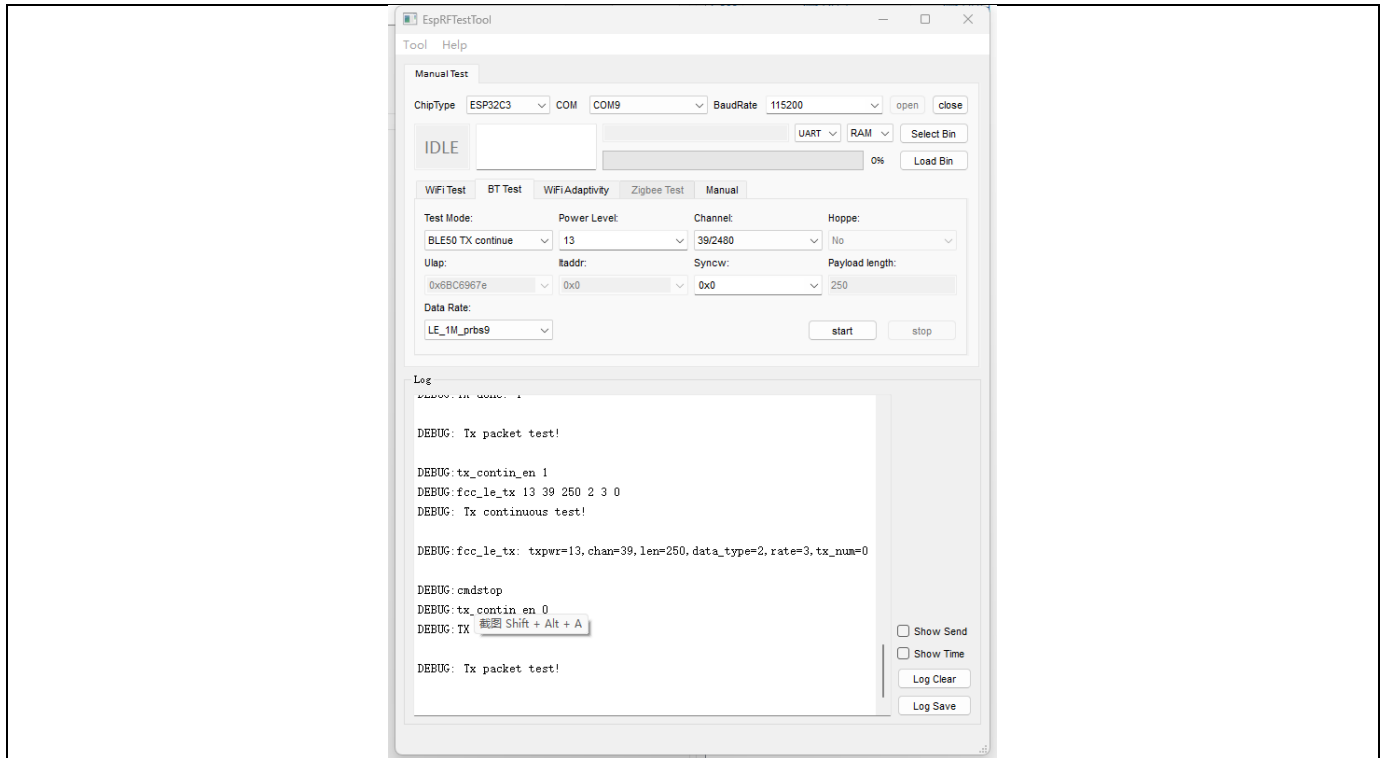 EspRFTestTool
Tool Help
Manual Test
ChipType ESP32C3 COM COM9 BaudRate 115200 open close
IDLE UART RAM Select Bin
0% Load Bin
WiFi Test BT Test WiFi Adaptivity Zigbee Test Manual
Test Mode: Power Level: Channel: Hoppe:
BLE50 TX continue 13 39/2480 No
Ulap: ltaddr: Syncw: Payload length:
0x6BC6967e 0x0 0x0 250
Data Rate:
LE_1M_prbs9 start stop
Log
DEBUG: Tx packet test!
DEBUG:tx_contin_en 1
DEBUG:fcc_le_tx 13 39 250 2 3 0
DEBUG: Tx continuous test!
DEBUG:fcc_le_tx: txpwr=13,chan=39,len=250,data_type=2,rate=3,tx_num=0
DEBUG:cmdstop
DEBUG:tx_contin_en 0
截图 Shift + Alt + A
DEBUG:TX
DEBUG: Tx packet test!
Show Send
Show Time
Log Clear
Log Save